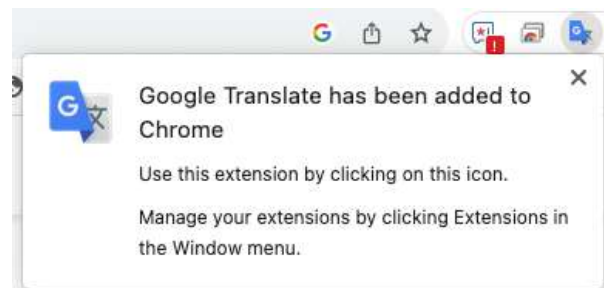 Google Translate has been added to
Chrome
Use this extension by clicking on this icon.
Manage your extensions by clicking Extensions in
the Window menu.